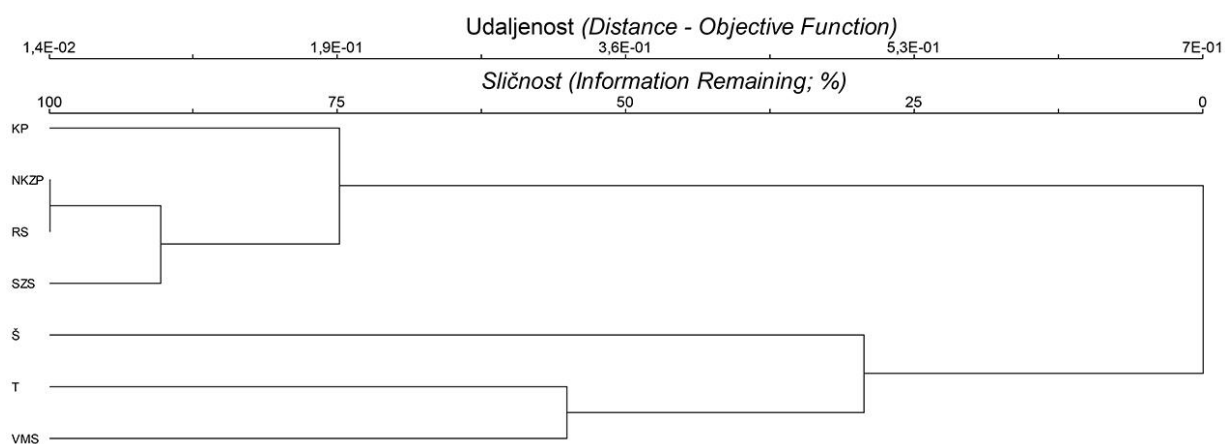 Udaljenost (Distance - Objective Function)
1,4E-02 1,9E-01 3,6E-01 5,3E-01 7E-01
Sličnost (Information Remaining; %)
100 75 50 25 0
KP
NKZP
RS
SZS
Š
T
VMS